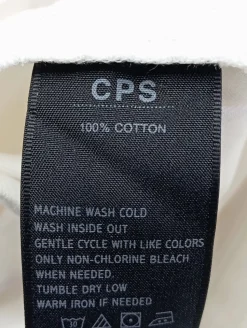 CPS
100% COTTON
MACHINE WASH COLD
WASH INSIDE OUT
GENTLE CYCLE WITH LIKE COLORS
ONLY NON-CHLORINE BLEACH
WHEN NEEDED.
TUMBLE DRY LOW
WARM IRON IF NEEDED